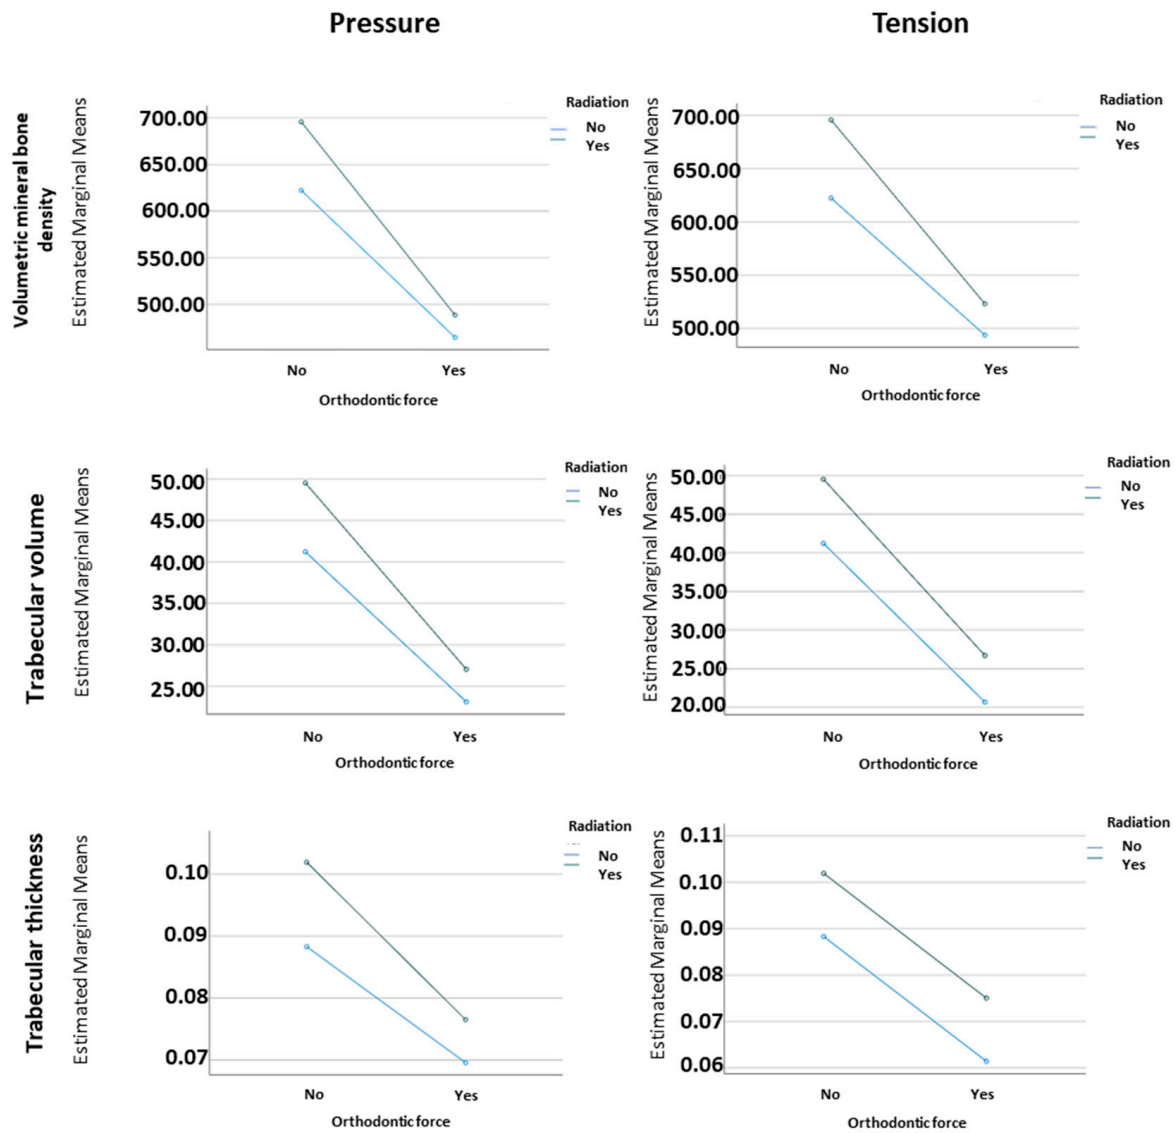 Pressure
Tension
Volumetric mineral bone
density
Estimated Marginal Means
700.00
650.00
600.00
550.00
500.00
No
Yes
Orthodontic force
Radiation
No
Yes
Estimated Marginal Means
700.00
650.00
600.00
550.00
500.00
No
Yes
Orthodontic force
Radiation
No
Yes
Trabecular volume
Estimated Marginal Means
50.00
45.00
40.00
35.00
30.00
25.00
No
Yes
Orthodontic force
Radiation
No
Yes
Estimated Marginal Means
50.00
45.00
40.00
35.00
30.00
25.00
20.00
No
Yes
Orthodontic force
Radiation
No
Yes
Trabecular thickness
Estimated Marginal Means
0.10
0.09
0.08
0.07
No
Yes
Orthodontic force
Radiation
No
Yes
Estimated Marginal Means
0.11
0.10
0.09
0.08
0.07
0.06
No
Yes
Orthodontic force
Radiation
No
Yes